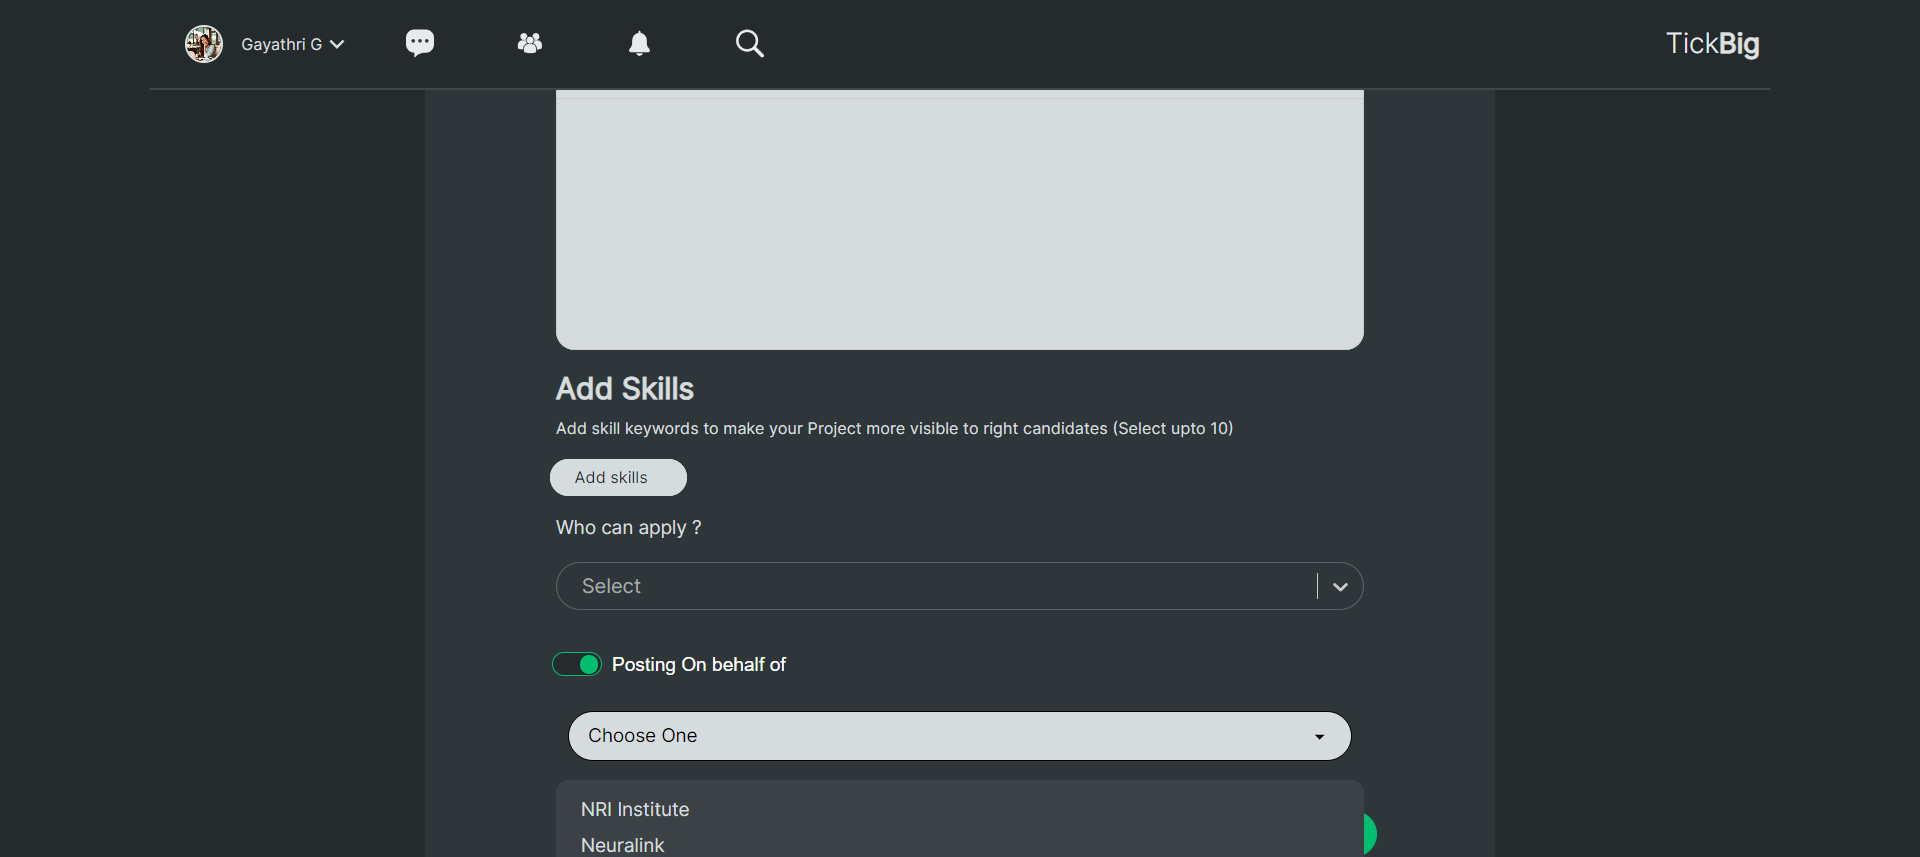 Gayathri G
TickBig
Add Skills
Add skill keywords to make your Project more visible to right candidates (Select upto 10)
Add skills
Who can apply ?
Select
Posting On behalf of
Choose One
NRI Institute
Neuralink